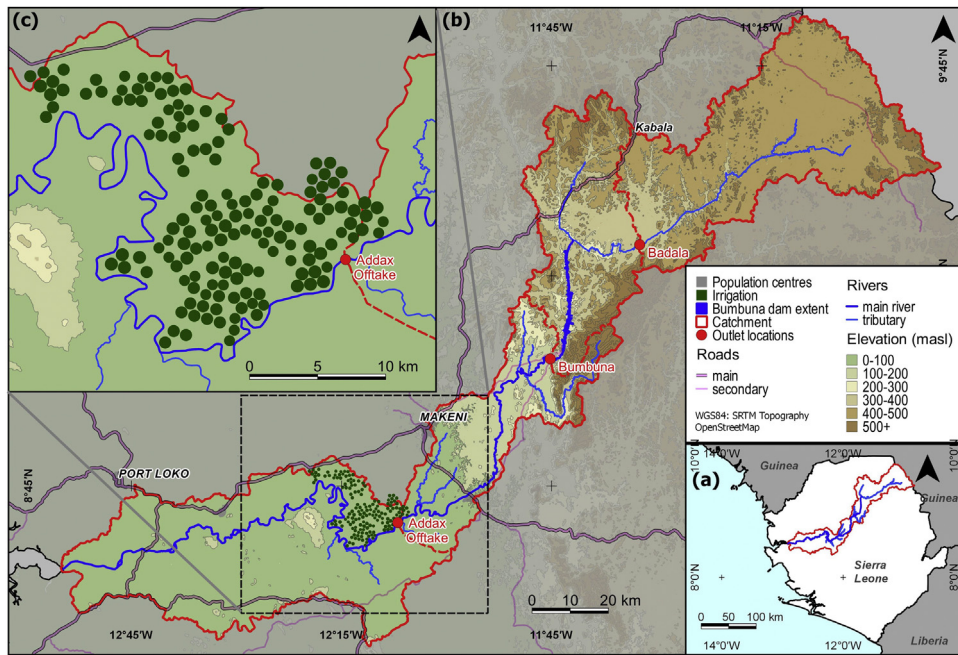 (c)
Addax
Offtake
0 5 10 km
(b)
11°45'W
11°15'W
9°45'N
Kabala
Badala
Bumbuna
MAKENI
PORT LOKO
8°45'N
Addax
Offtake
0 10 20 km
12°45'W
12°15'W
11°45'W
Population centres
Irrigation
Bumbuna dam extent
Catchment
Outlet locations
Roads
main
secondary
WGS84: SRTM Topography
OpenStreetMap
Rivers
main river
tributary
Elevation (masl)
0-100
100-200
200-300
300-400
400-500
500+
(a)
14°0'W
12°0'W
10°0'N
Guinea
Guinea
Sierra
Leone
8°0'N
8°0'N
Liberia
0 50 100 km
14°0'W
12°0'W